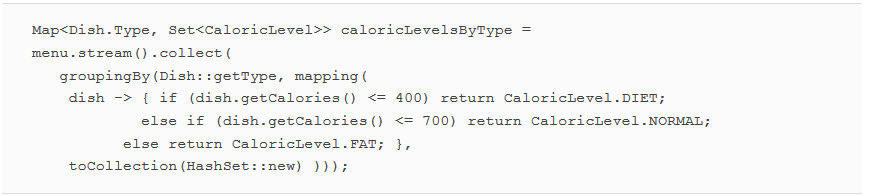 Map<Dish.Type, Set<CaloricLevel>> caloricLevelsByType =
menu.stream().collect(
groupingBy(Dish::getType, mapping(
dish -> { if (dish.getCalories() <= 400) return CaloricLevel.DIET;
else if (dish.getCalories() <= 700) return CaloricLevel.NORMAL;
else return CaloricLevel.FAT; },
toCollection(HashSet::new) )));